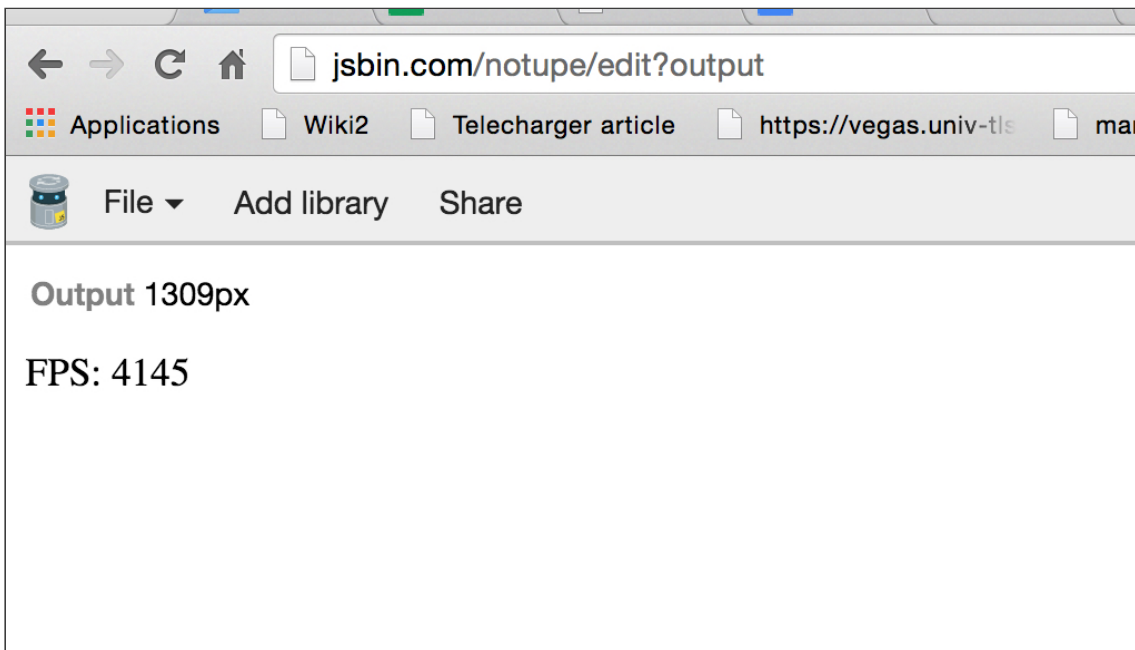 jsbin.com/notupe/edit?output
Applications Wiki2 Telecharger article https://vegas.univ-tls
File Add library Share
Output 1309px
FPS: 4145